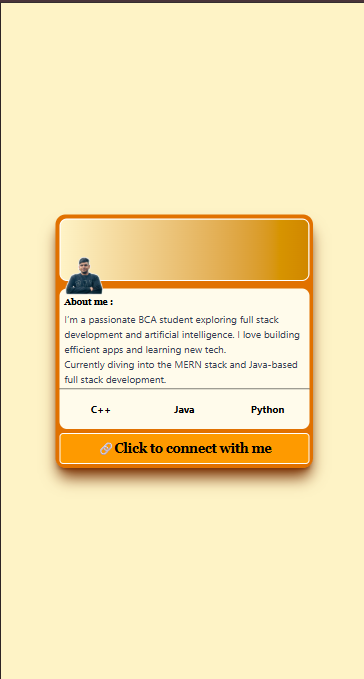 About me :
I'm a passionate BCA student exploring full stack
development and artificial intelligence. I love building
efficient apps and learning new tech.
Currently diving into the MERN stack and Java-based
full stack development.
C++ Java Python
🔗Click to connect with me